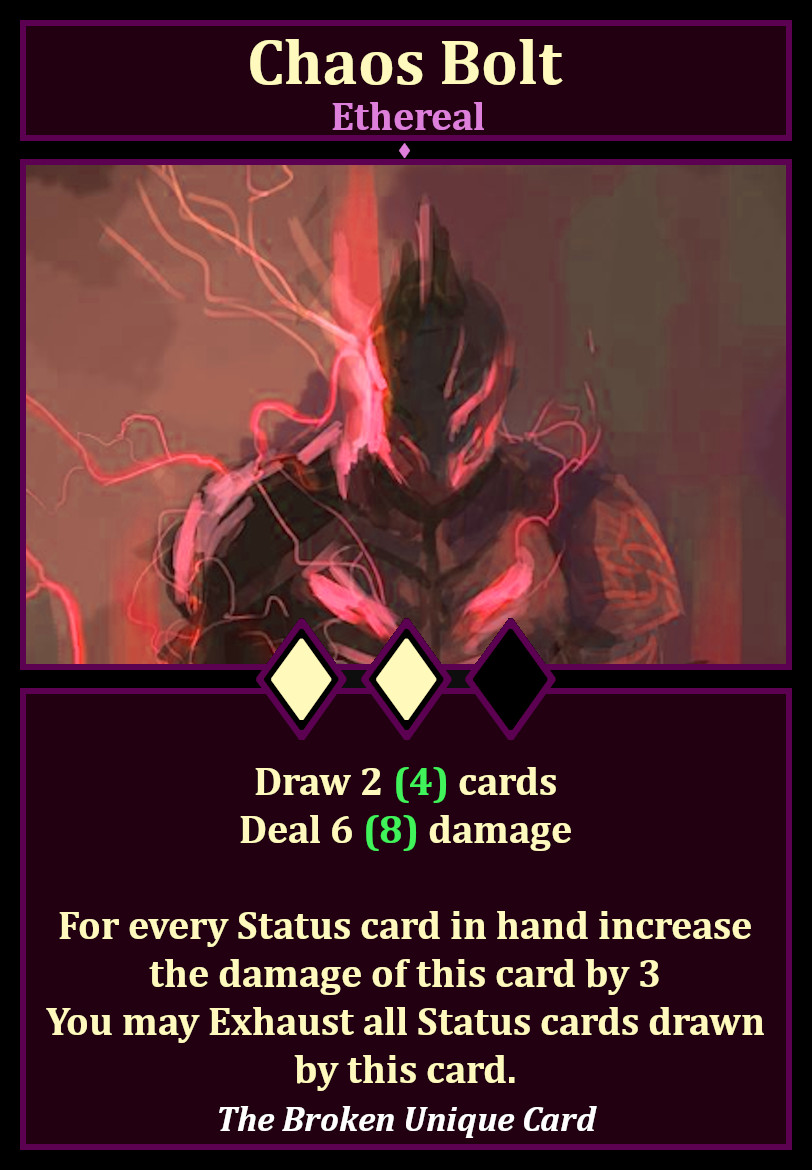 Chaos Bolt
Ethereal
Draw 2 (4) cards
Deal 6 (8) damage
For every Status card in hand increase
the damage of this card by 3
You may Exhaust all Status cards drawn
by this card.
The Broken Unique Card